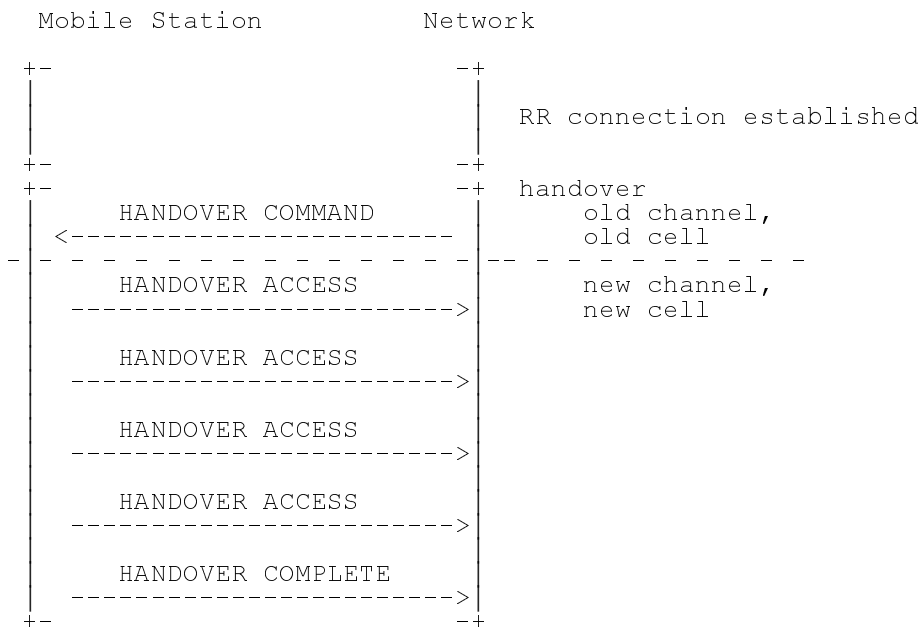 Mobile Station Network
RR connection established
handover
HANDOVER COMMAND old channel,
old cell
HANDOVER ACCESS new channel,
new cell
HANDOVER ACCESS
HANDOVER ACCESS
HANDOVER ACCESS
HANDOVER COMPLETE